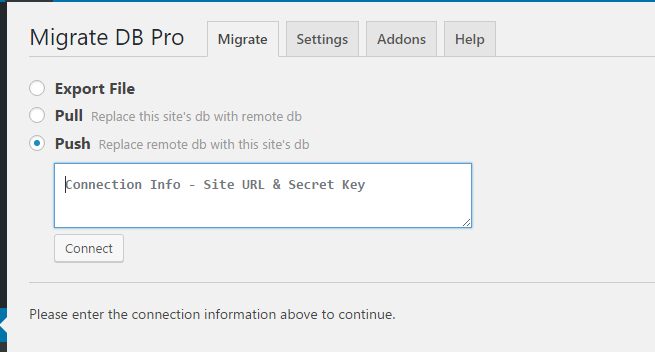 Migrate DB Pro Migrate Settings Addons Help
Export File
Pull Replace this site's db with remote db
Push Replace remote db with this site's db
Connection Info - Site URL & Secret Key
Connect
Please enter the connection information above to continue.